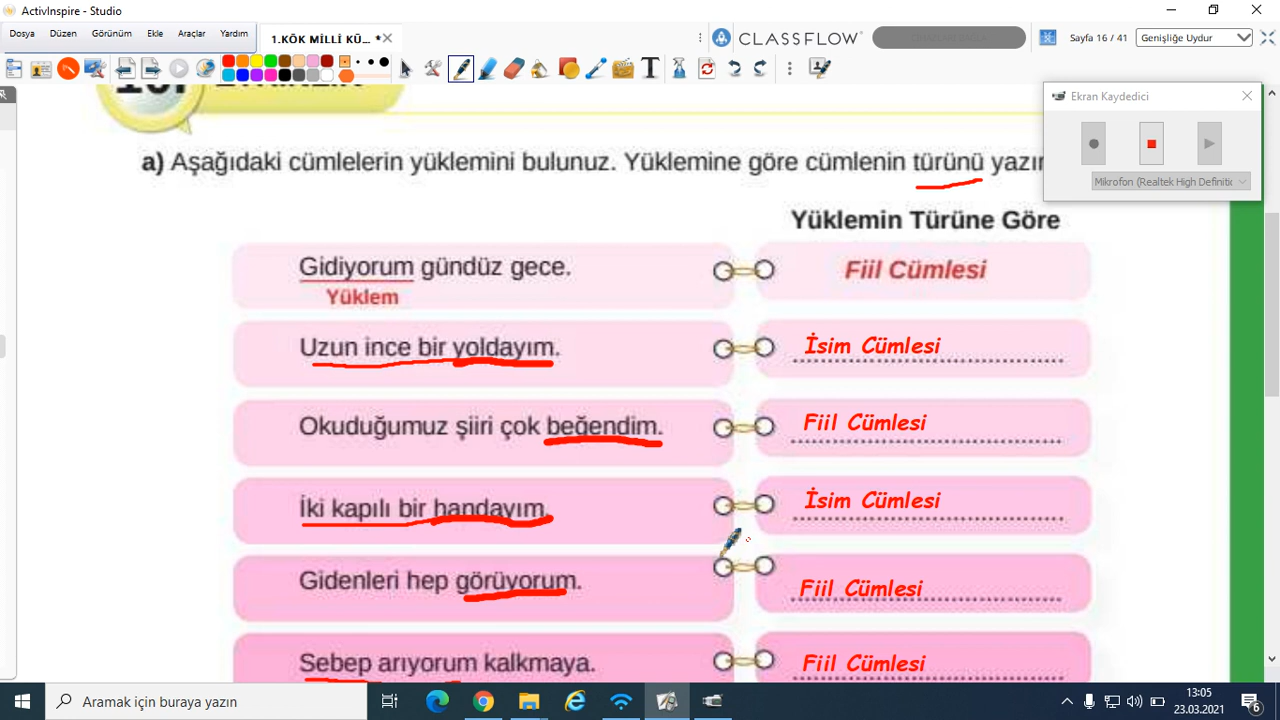 ActivInspire - Studio
Dosya Düzen Görünüm Ekle Araçlar Yardım
1.KÖK MİLLİ KÜ... *
CLASSFLOW
Sayfa 16 / 41
Genişliğe Uydur
Ekran Kaydedici
Mikrofon (Realtek High Definitic
a) Aşağıdaki cümlelerin yüklemini bulunuz. Yüklemine göre cümlenin türünü yazır
Yüklemin Türüne Göre
Gidiyorum gündüz gece.
Yüklem
Fiil Cümlesi
Uzun ince bir yoldayım.
İsim Cümlesi
Okuduğumuz şiiri çok beğendim.
Fiil Cümlesi
İki kapılı bir handayım.
İsim Cümlesi
Gidenleri hep görüyorum.
Fiil Cümlesi
Sebep arıyorum kalkmaya.
Fiil Cümlesi
Aramak için buraya yazın
13:05
23.03.2021
6